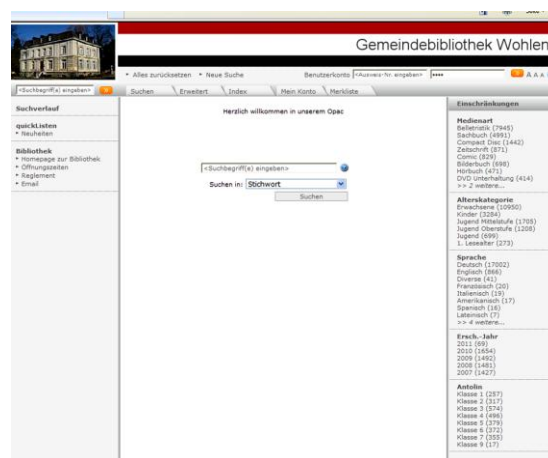 Gemeindebibliothek Wohlen
Alles zurücksetzen
Neue Suche
Benutzerkonto
<Ausweis-Nr. eingeben>
••••
A A A
<Suchbegriff(e) eingeben>
Suchen
Erweitert
Index
Mein Konto
Merkliste
Suchverlauf
quickListen
Neuheiten
Bibliothek
Homepage zur Bibliothek
Öffnungszeiten
Reglement
Email
Herzlich willkommen in unserem Opac
<Suchbegriff(e) eingeben>
Suchen in: Stichwort
Suchen
Einschränkungen
Medienart
Belletristik (7945)
Sachbuch (4991)
Compact Disc (1442)
Zeitschrift (871)
Comic (829)
Bilderbuch (698)
Hörbuch (471)
DVD Unterhaltung (414)
>> 2 weitere...
Alterskategorie
Erwachsene (10950)
Kinder (3284)
Jugend Mittelstufe (1705)
Jugend Oberstufe (1208)
Jugend (699)
1. Lesealter (273)
Sprache
Deutsch (17002)
Englisch (866)
Diverse (41)
Französisch (20)
Italienisch (19)
Amerikanisch (17)
Spanisch (16)
Lateinisch (7)
>> 4 weitere...
Ersch.-Jahr
2011 (69)
2010 (1654)
2009 (1492)
2008 (1481)
2007 (1427)
Antolin
Klasse 1 (257)
Klasse 2 (317)
Klasse 3 (574)
Klasse 4 (496)
Klasse 5 (379)
Klasse 6 (372)
Klasse 7 (355)
Klasse 9 (17)